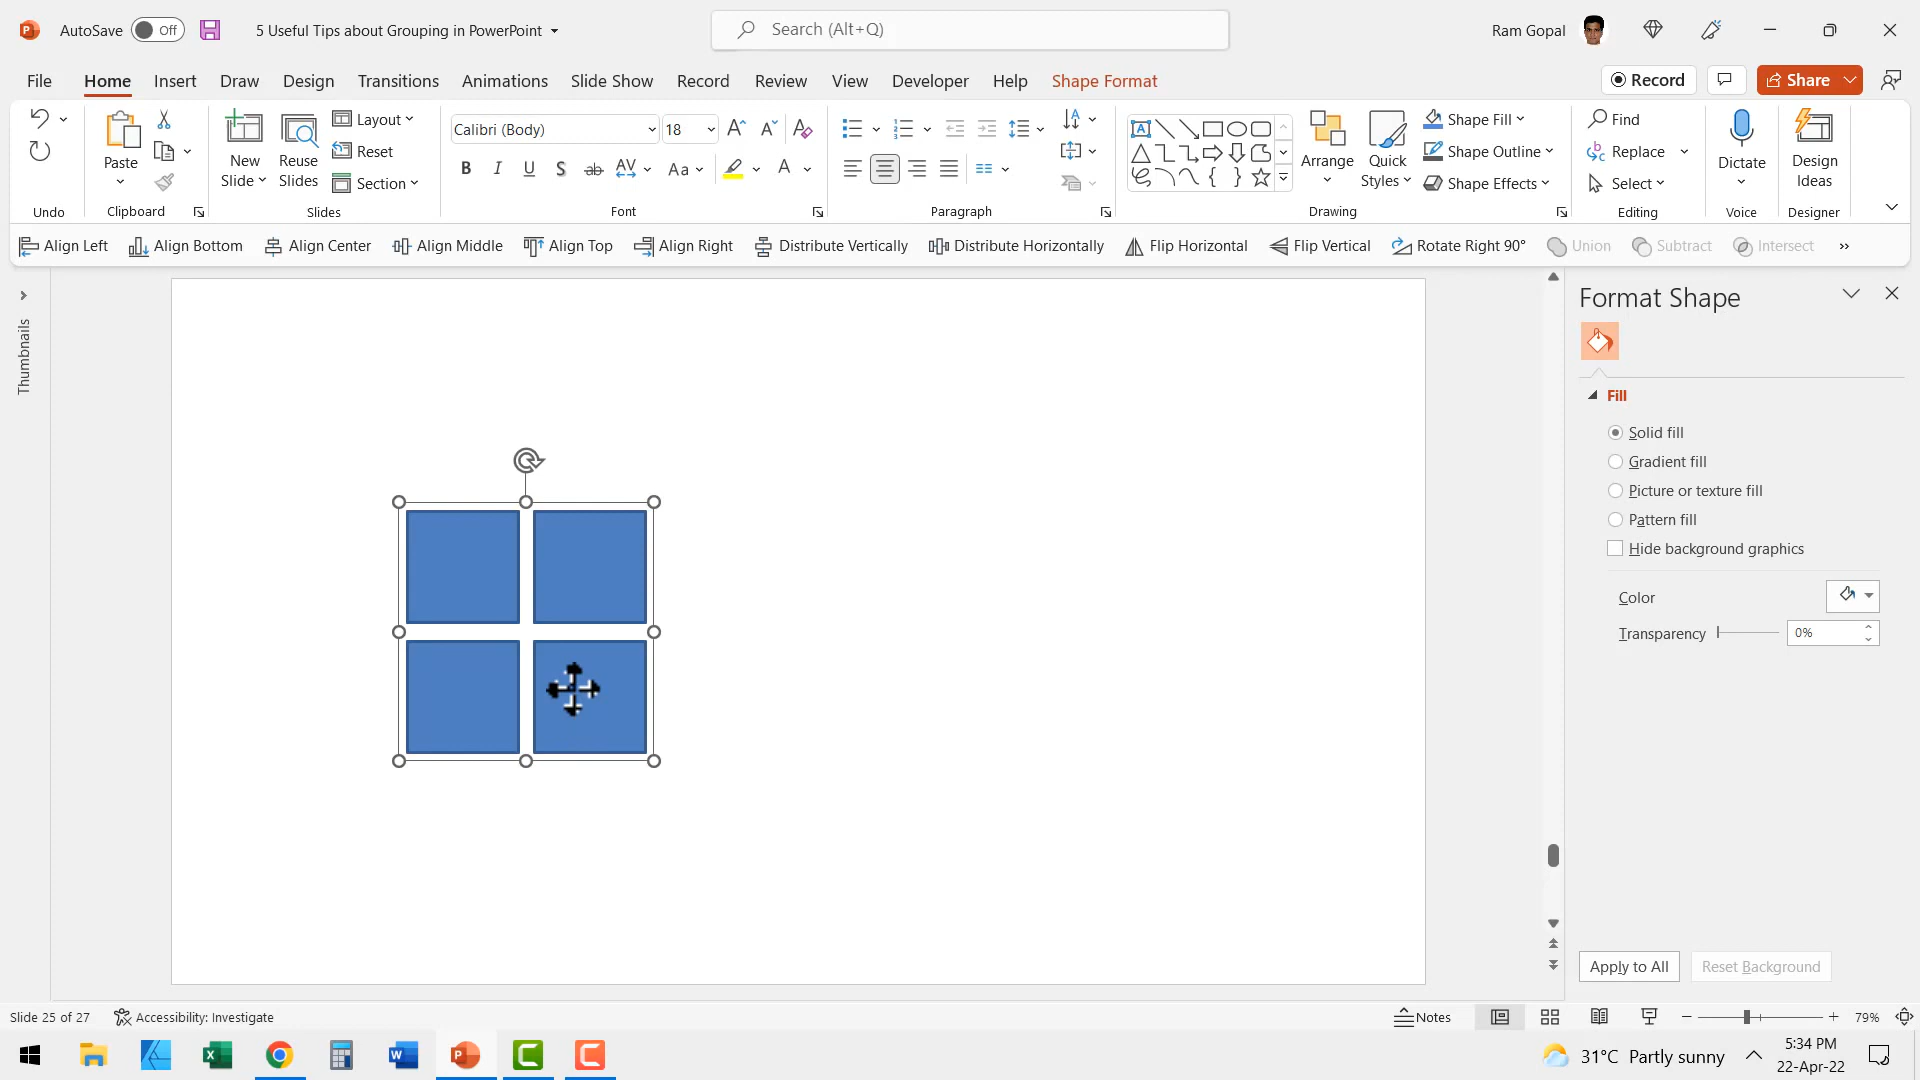 AutoSave Off 5 Useful Tips about Grouping in PowerPoint Search (Alt+Q) Ram Gopal
File Home Insert Draw Design Transitions Animations Slide Show Record Review View Developer Help Shape Format Record Share
Paste
New Slide
Reuse Slides
Layout
Reset
Section
Calibri (Body) 18
B I U S ab AV Aa A
Arrange
Quick Styles
Shape Fill
Shape Outline
Shape Effects
Find
Replace
Select
Dictate
Design Ideas
Undo Clipboard Slides Font Paragraph Drawing Editing Voice Designer
Align Left Align Bottom Align Center Align Middle Align Top Align Right Distribute Vertically Distribute Horizontally Flip Horizontal Flip Vertical Rotate Right 90° Union Subtract Intersect
Thumbnails
Format Shape
Fill
Solid fill
Gradient fill
Picture or texture fill
Pattern fill
Hide background graphics
Color
Transparency 0%
Apply to All Reset Background
Slide 25 of 27 Accessibility: Investigate Notes 79%
31°C Partly sunny
5:34 PM
22-Apr-22